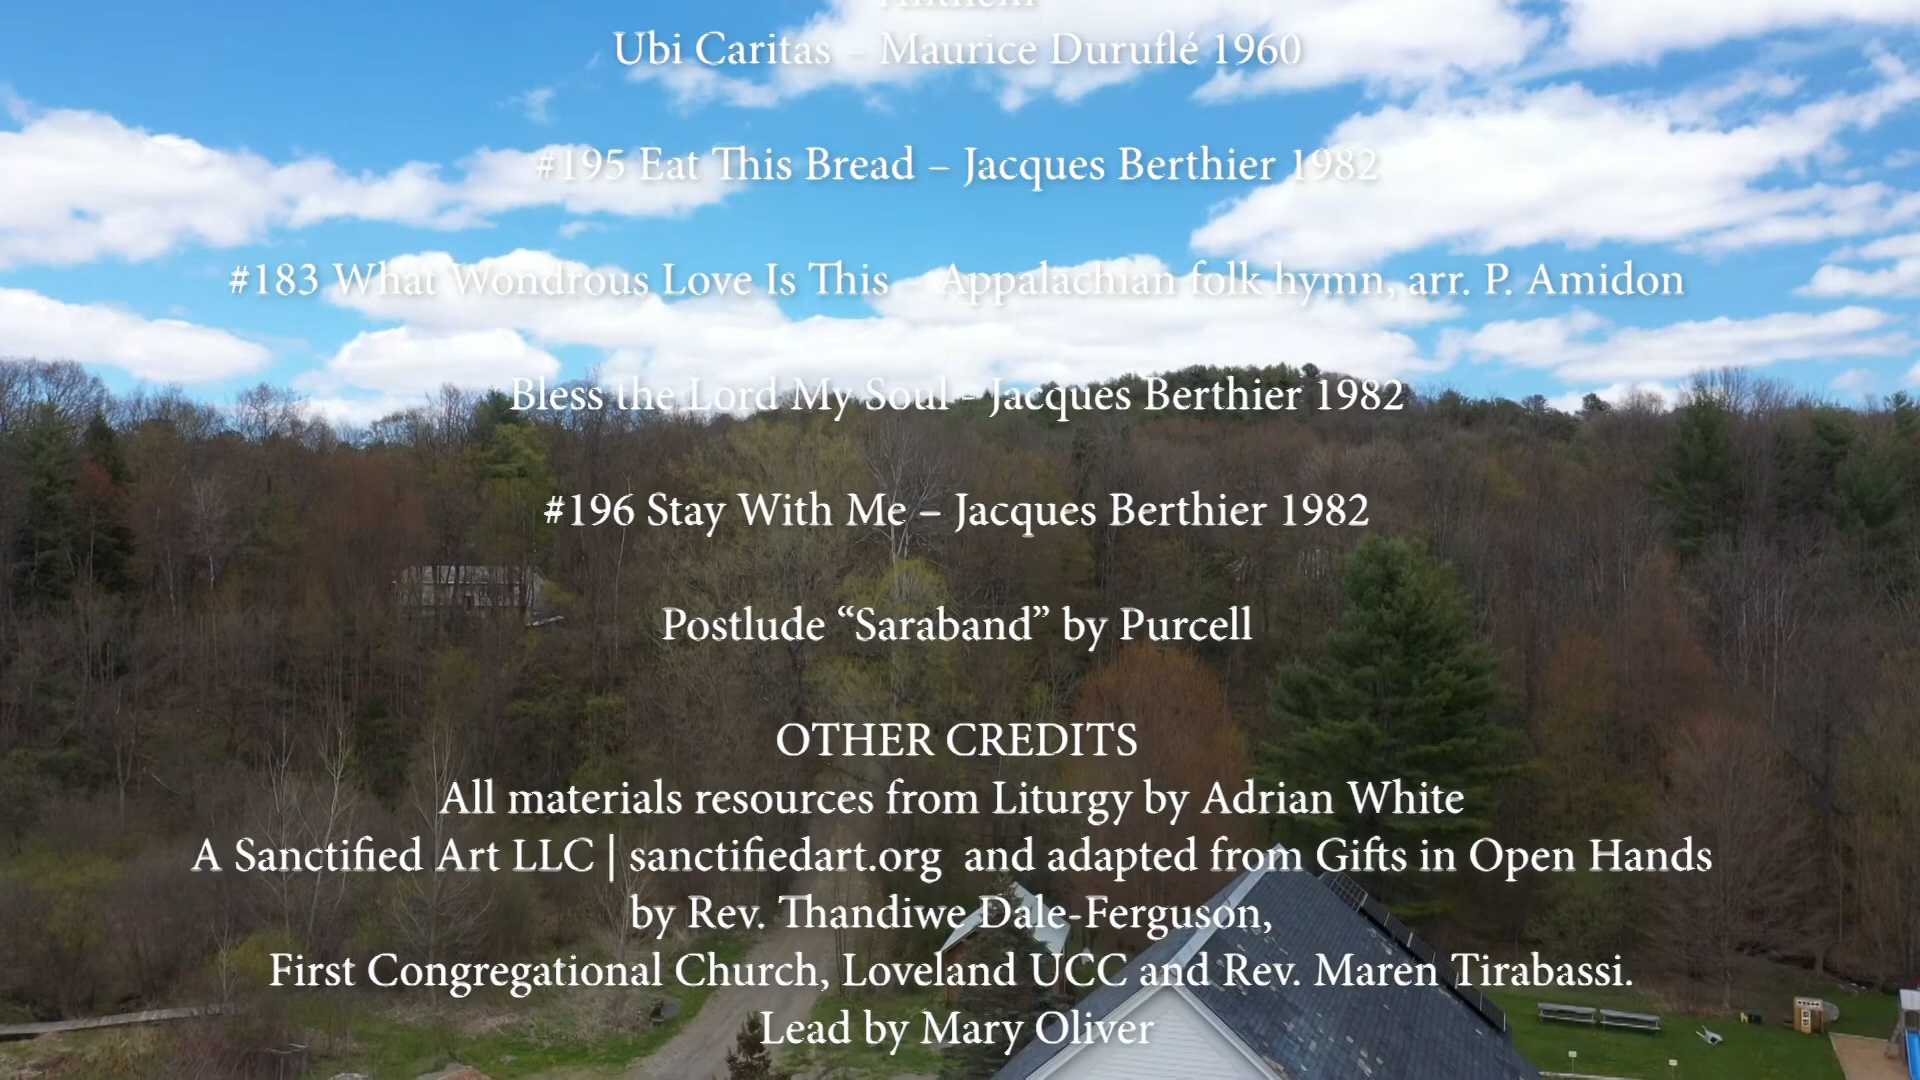 Anthem
Ubi Caritas – Maurice Duruflé 1960
#195 Eat This Bread – Jacques Berthier 1982
#183 What Wondrous Love Is This – Appalachian folk hymn, arr. P. Amidon
Bless the Lord My Soul - Jacques Berthier 1982
#196 Stay With Me – Jacques Berthier 1982
Postlude “Saraband” by Purcell
OTHER CREDITS
All materials resources from Liturgy by Adrian White
A Sanctified Art LLC | sanctifiedart.org and adapted from Gifts in Open Hands
by Rev. Thandiwe Dale-Ferguson,
First Congregational Church, Loveland UCC and Rev. Maren Tirabassi.
Lead by Mary Oliver